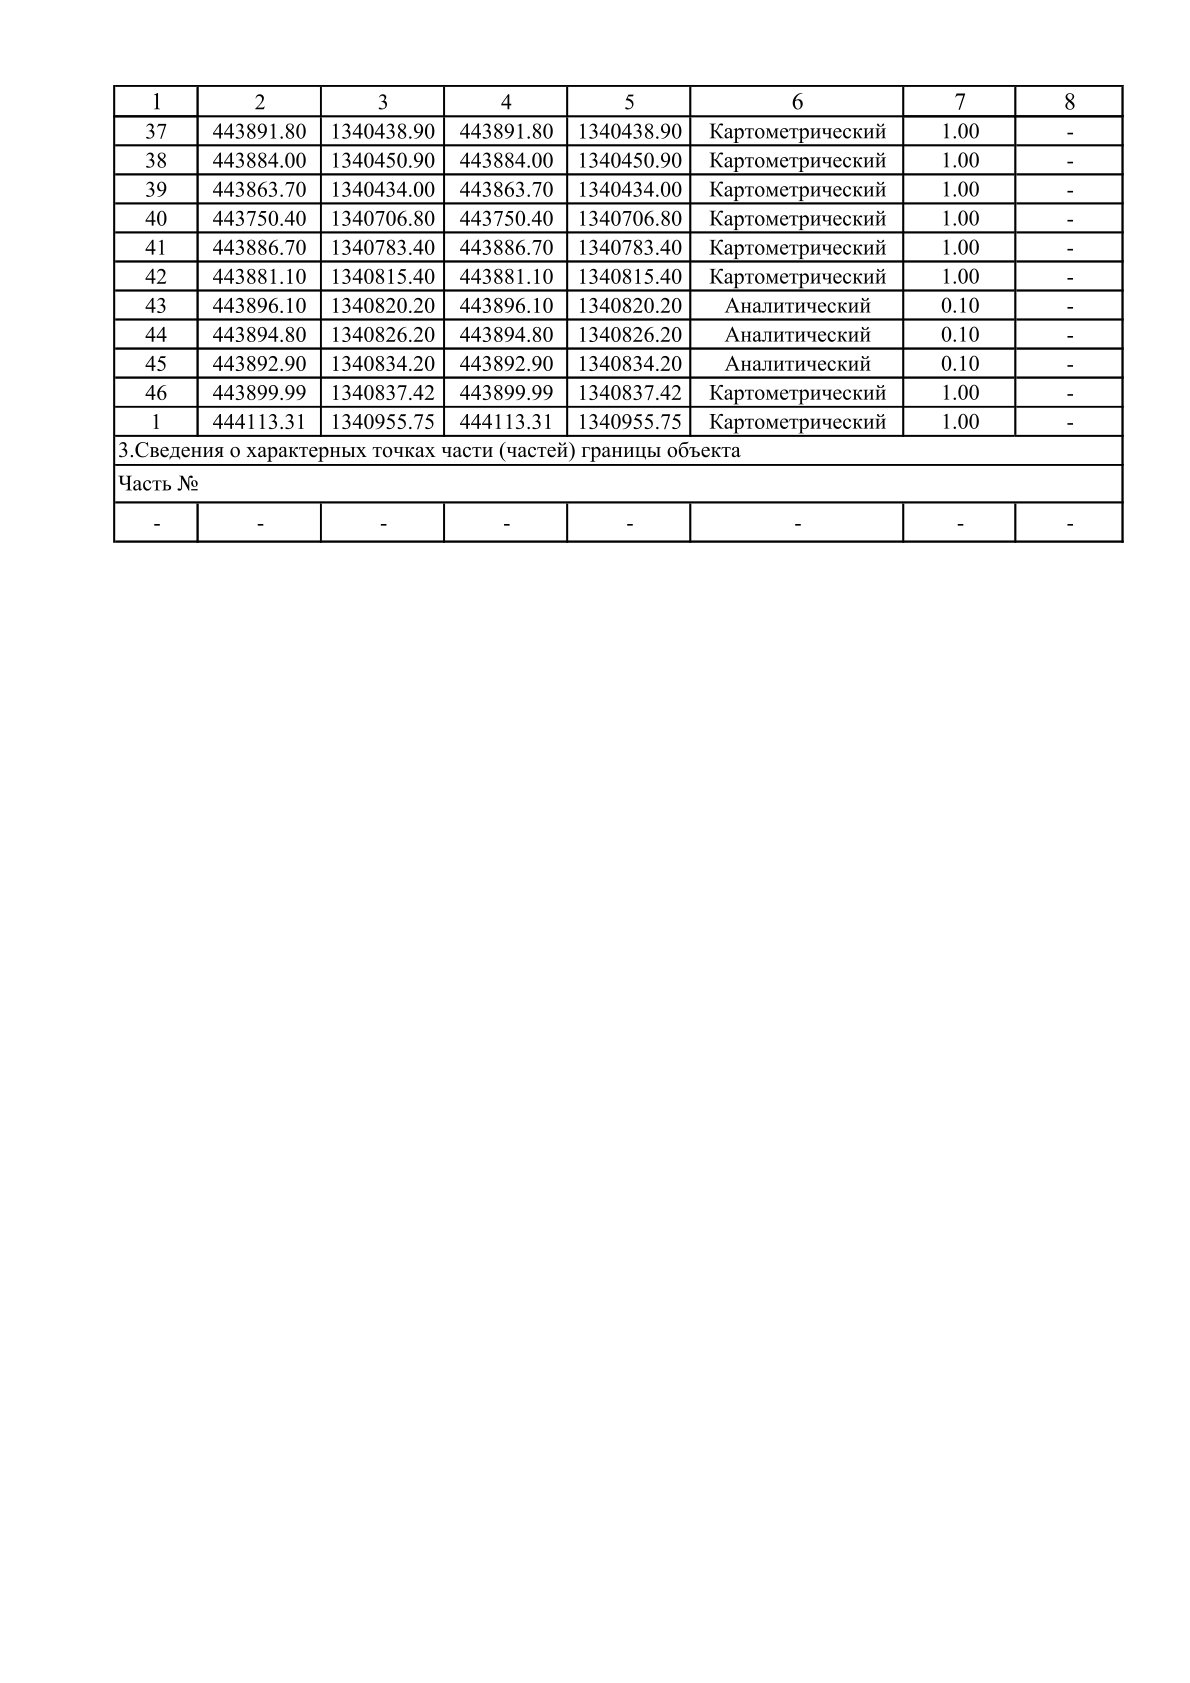 1 2 3 4 5 6 7 8
37 443891.80 1340438.90 443891.80 1340438.90 Картометрический 1.00 -
38 443884.00 1340450.90 443884.00 1340450.90 Картометрический 1.00 -
39 443863.70 1340434.00 443863.70 1340434.00 Картометрический 1.00 -
40 443750.40 1340706.80 443750.40 1340706.80 Картометрический 1.00 -
41 443886.70 1340783.40 443886.70 1340783.40 Картометрический 1.00 -
42 443881.10 1340815.40 443881.10 1340815.40 Картометрический 1.00 -
43 443896.10 1340820.20 443896.10 1340820.20 Аналитический 0.10 -
44 443894.80 1340826.20 443894.80 1340826.20 Аналитический 0.10 -
45 443892.90 1340834.20 443892.90 1340834.20 Аналитический 0.10 -
46 443899.99 1340837.42 443899.99 1340837.42 Картометрический 1.00 -
1 444113.31 1340955.75 444113.31 1340955.75 Картометрический 1.00 -
3.Сведения о характерных точках части (частей) границы объекта
Часть №
- - - - - - - -